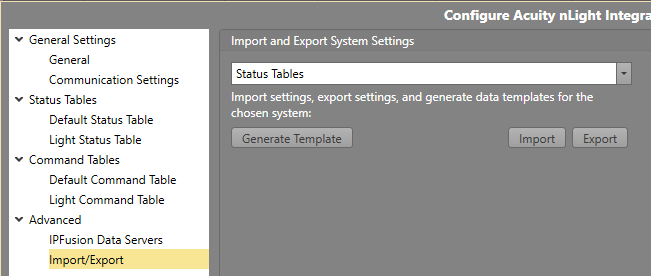 Configure Acuity nLight Integra
General Settings
General
Communication Settings
Status Tables
Default Status Table
Light Status Table
Command Tables
Default Command Table
Light Command Table
Advanced
IPFusion Data Servers
Import/Export
Import and Export System Settings
Status Tables
Import settings, export settings, and generate data templates for the
chosen system:
Generate Template
Import
Export